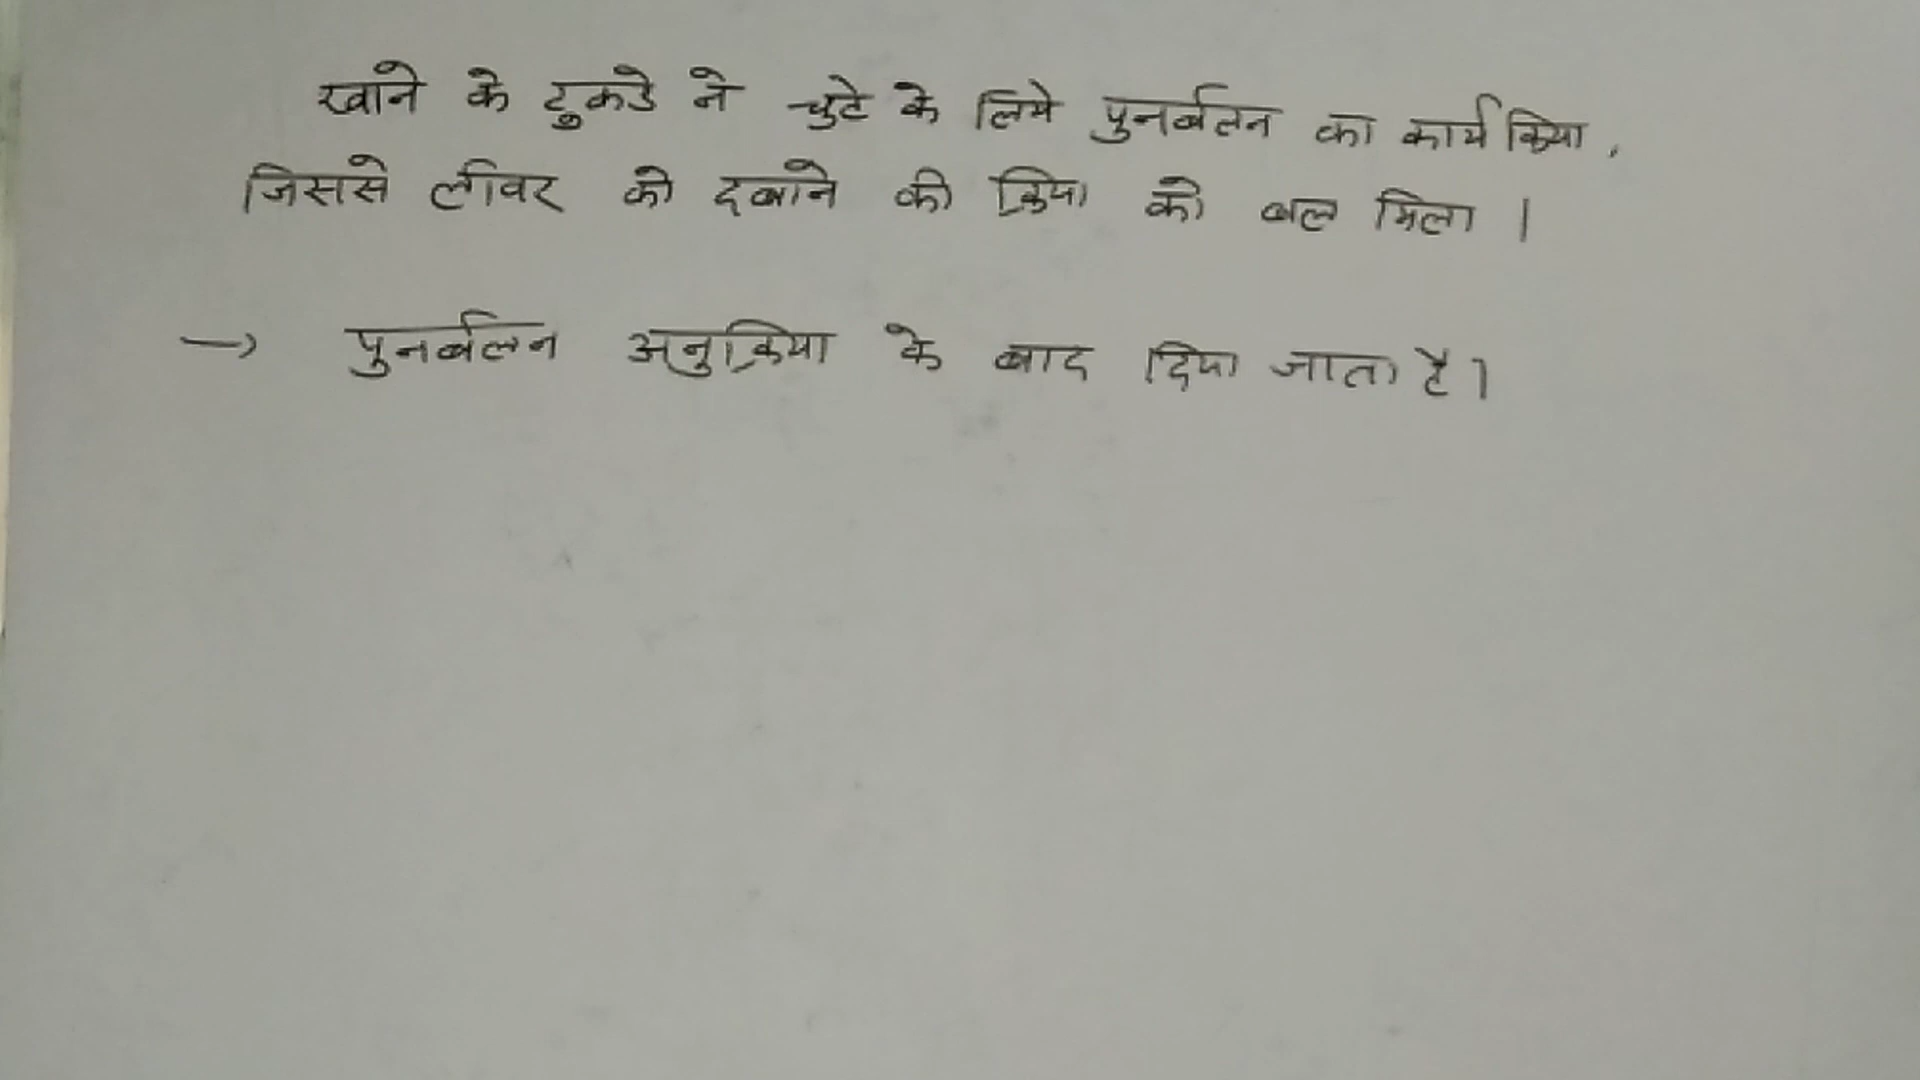 खाने के टुकडे ने चुटे के लिये पुनर्बलन का कार्य किया,
जिससे लीवर को दबाने की क्रिया को बल मिला।
→ पुनर्बलन अनुक्रिया के बाद दिया जाता है।